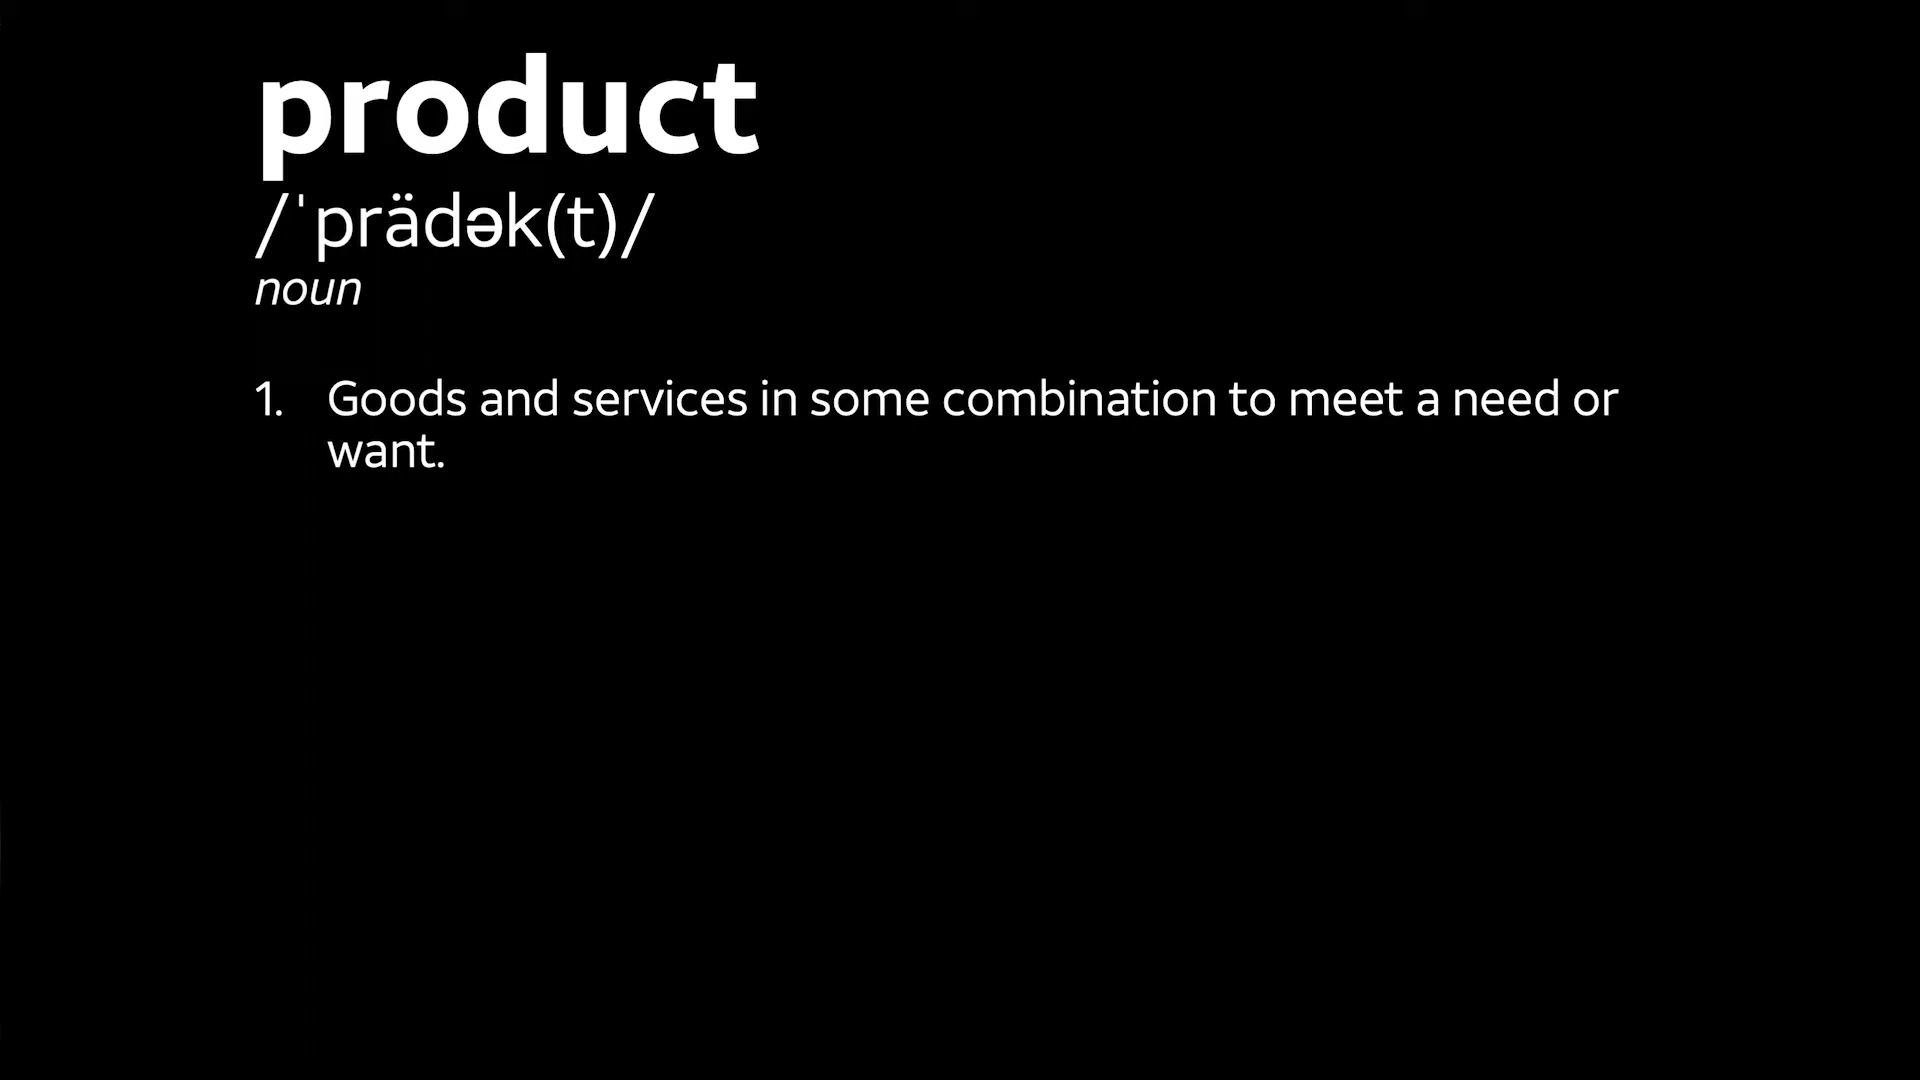 product
/ˈprädək(t)/
noun
1. Goods and services in some combination to meet a need or
want.